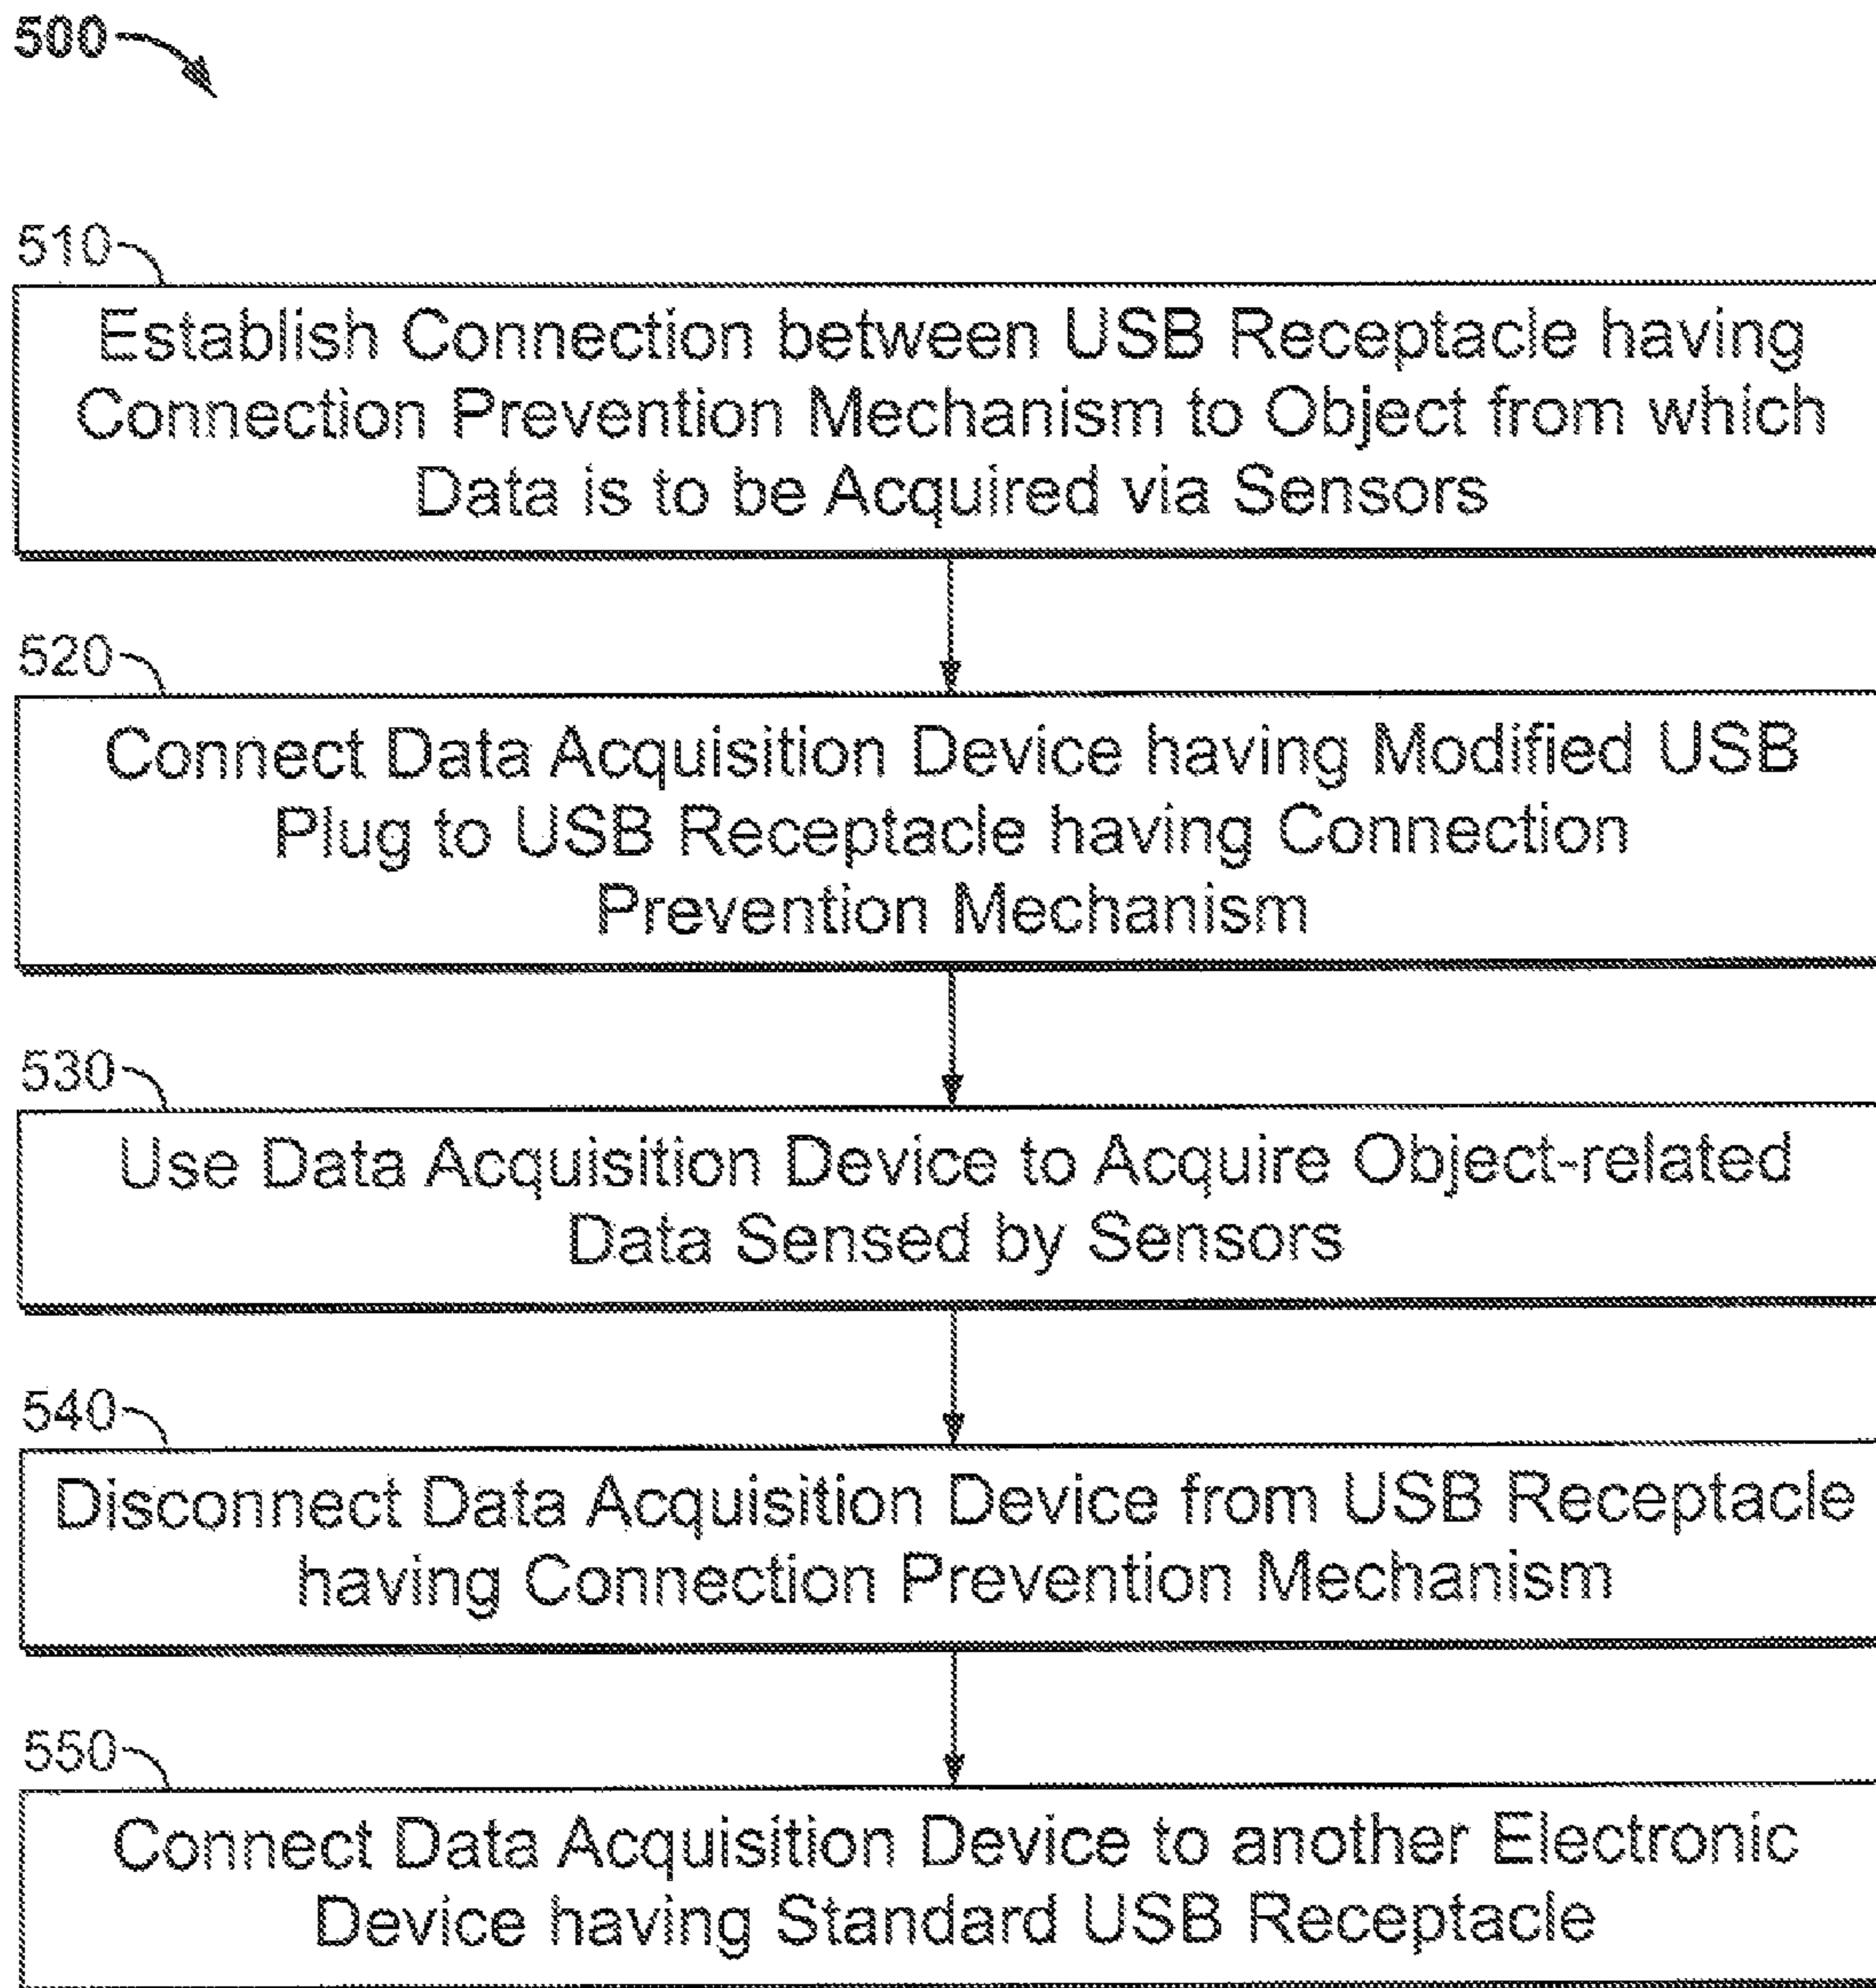 500
510
Establish Connection between USB Receptacle having
Connection Prevention Mechanism to Object from which
Data is to be Acquired via Sensors
520
Connect Data Acquisition Device having Modified USB
Plug to USB Receptacle having Connection
Prevention Mechanism
530
Use Data Acquisition Device to Acquire Object-related
Data Sensed by Sensors
540
Disconnect Data Acquisition Device from USB Receptacle
having Connection Prevention Mechanism
550
Connect Data Acquisition Device to another Electronic
Device having Standard USB Receptacle